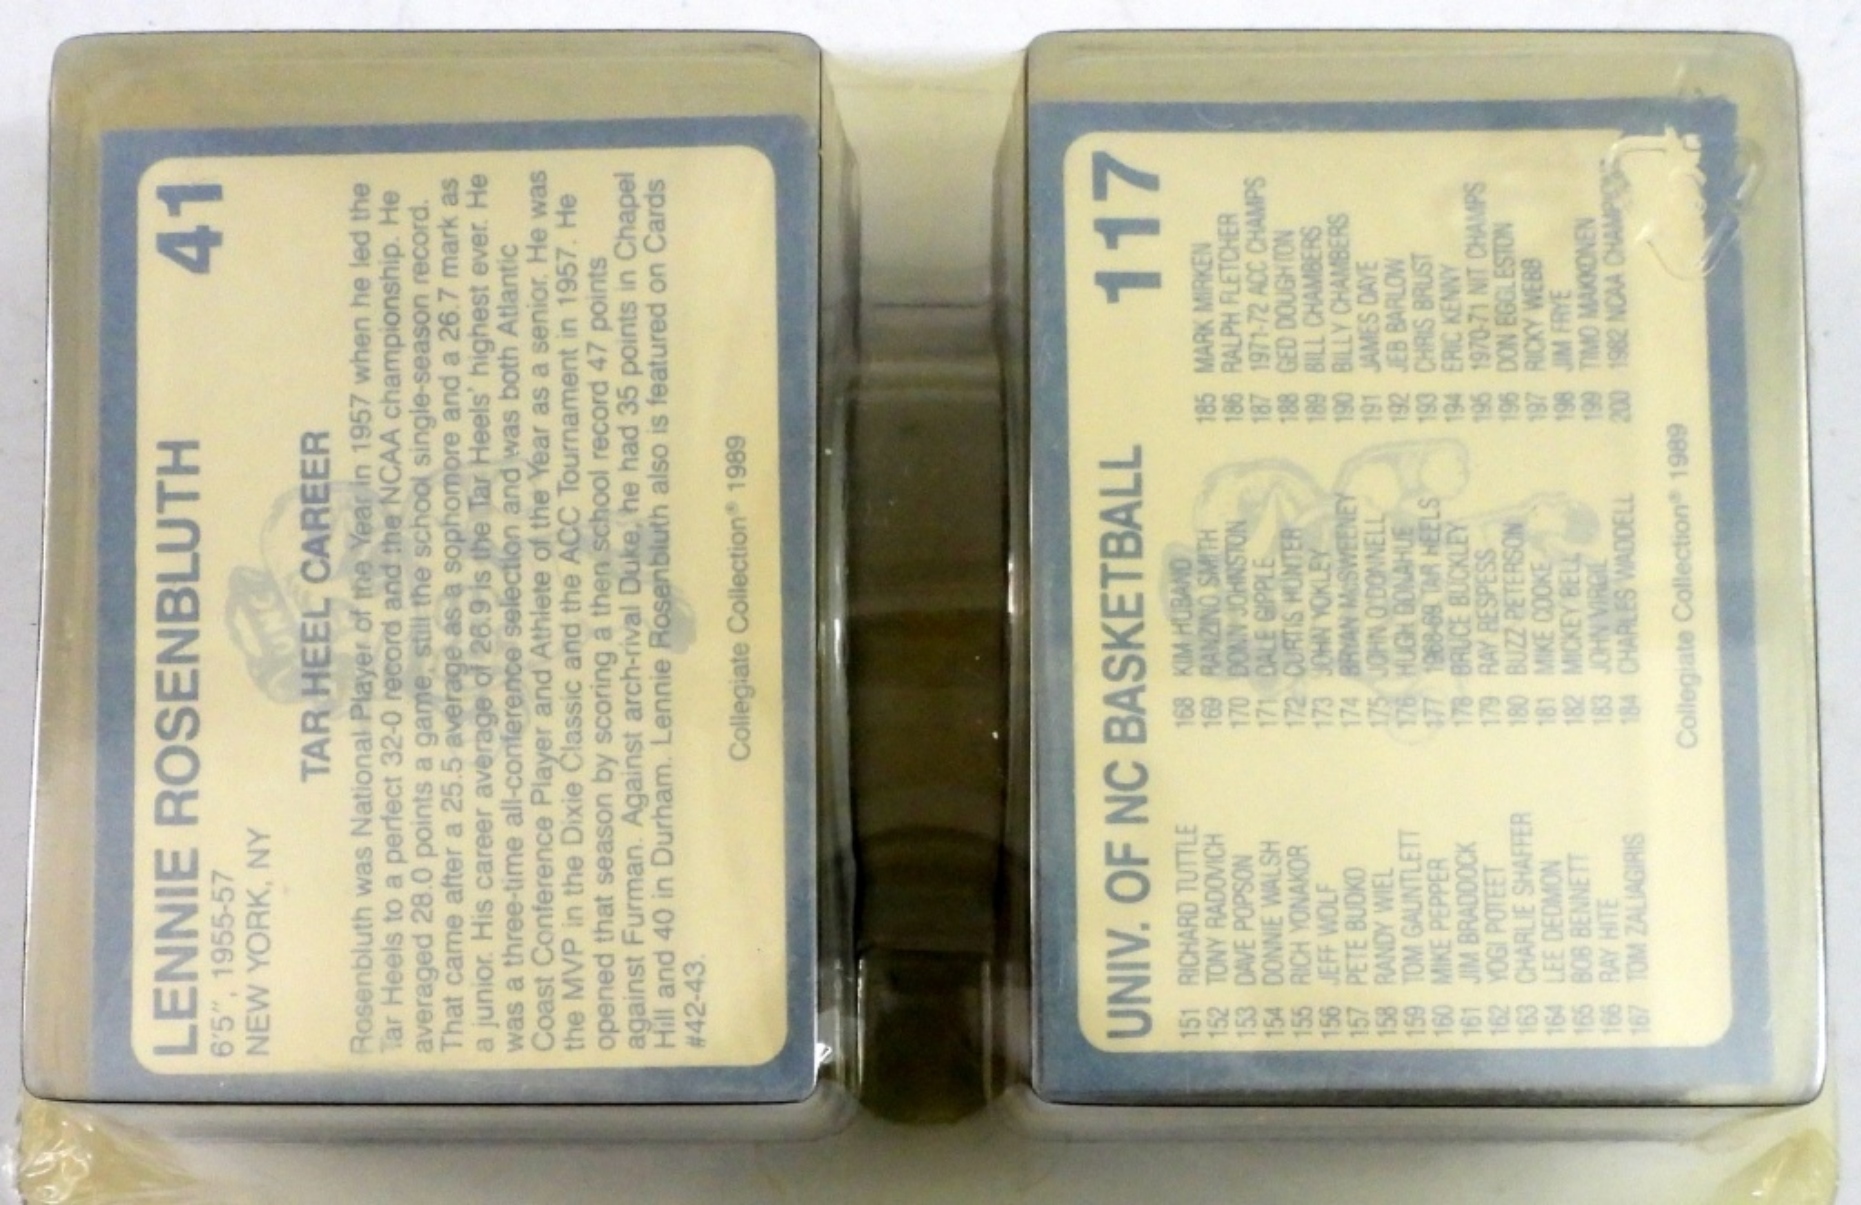 LENNIE ROSENBLUTH 41
6'5", 1955-57
NEW YORK, NY
TAR HEEL CAREER
Rosenbluth was National Player of the Year in 1957 when he led the
Tar Heels to a perfect 32-0 record and the NCAA championship. He
averaged 28.0 points a game, still the school single-season record.
That came after a 25.5 average as a sophomore and a 26.7 mark as
a junior. His career average of 26.9 is the Tar Heels' highest ever. He
was a three-time all-conference selection and was both Atlantic
Coast Conference Player and Athlete of the Year as a senior. He was
the MVP in the Dixie Classic and the ACC Tournament in 1957. He
opened that season by scoring a then school record 47 points
against Furman. Against arch-rival Duke, he had 35 points in Chapel
Hill and 40 in Durham. Lennie Rosenbluth also is featured on Cards
#42-43.
Collegiate Collection® 1989
UNIV. OF NC BASKETBALL 117
151 RICHARD TUTTLE
152 TONY RADOVICH
153 DAVE POPSON
154 DONNIE WALSH
155 RICH YONAKOR
156 JEFF WOLF
157 PETE BUDKO
158 RANDY WIEL
159 TOM GAUNTLETT
160 MIKE PEPPER
161 JIM BRADDOCK
162 YOGI POTEET
163 CHARLIE SHAFFER
164 LEE DEDMON
165 BOB BENNETT
166 RAY HITE
167 TOM ZALIAGIRIS
168 KIM HUBAND
169 RANZINO SMITH
170 DONN JOHNSTON
171 DALE GIPPLE
172 CURTIS HUNTER
173 JOHN YOKLEY
174 BRYAN McSWEENEY
175 JOHN O'DONNELL
176 HUGH DONAHUE
177 1968-69 TAR HEELS
178 BRUCE BUCKLEY
179 RAY RESPESS
180 BUZZ PETERSON
181 MIKE COOKE
182 MICKEY BELL
183 JOHN VIRGIL
184 CHARLES WADDELL
185 MARK MIRKEN
186 RALPH FLETCHER
187 1971-72 ACC CHAMPS
188 GED DOUGHTON
189 BILL CHAMBERS
190 BILLY CHAMBERS
191 JAMES DAYE
192 JEB BARLOW
193 CHRIS BRUST
194 ERIC KENNY
195 1970-71 NIT CHAMPS
196 DON EGGLESTON
197 RICKY WEBB
198 JIM FRYE
199 TIMO MAKKONEN
200 1982 NCAA CHAMPIONS
Collegiate Collection® 1989